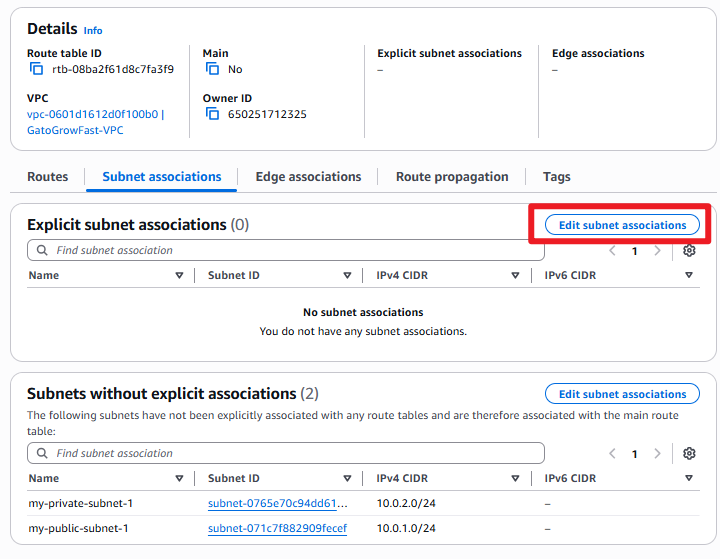 Details Info
Route table ID
rtb-08ba2f61d8c7fa3f9
Main
No
Explicit subnet associations
–
Edge associations
–
VPC
vpc-0601d1612d0f100b0 |
GatoGrowFast-VPC
Owner ID
650251712325
Routes Subnet associations Edge associations Route propagation Tags
Explicit subnet associations (0) Edit subnet associations
Find subnet association 1
Name Subnet ID IPv4 CIDR IPv6 CIDR
No subnet associations
You do not have any subnet associations.
Subnets without explicit associations (2) Edit subnet associations
The following subnets have not been explicitly associated with any route tables and are therefore associated with the main route
table:
Find subnet association 1
Name Subnet ID IPv4 CIDR IPv6 CIDR
my-private-subnet-1 subnet-0765e70c94dd61... 10.0.2.0/24 –
my-public-subnet-1 subnet-071c7f882909fecef 10.0.1.0/24 –